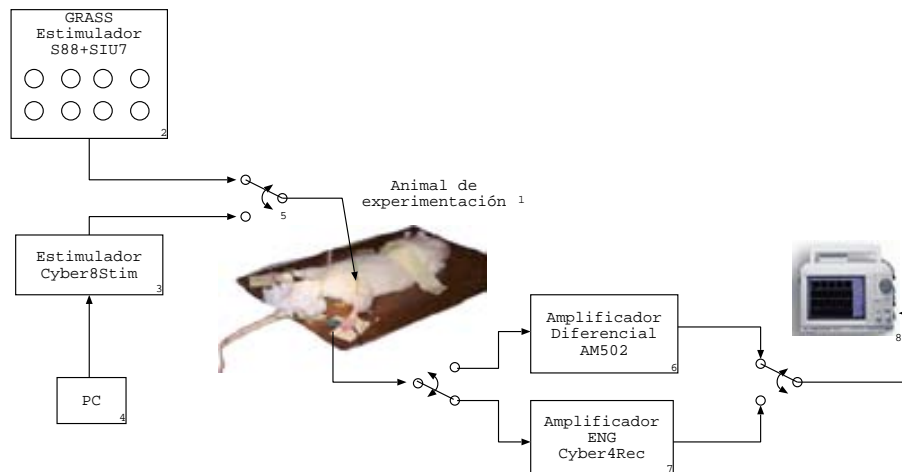 GRASS
Estimulador
S88+SIU7
2
5
Animal de
experimentación 1
Estimulador
Cyber8Stim
3
PC
4
Amplificador
Diferencial
AM502
6
8
Amplificador
ENG
Cyber4Rec
7